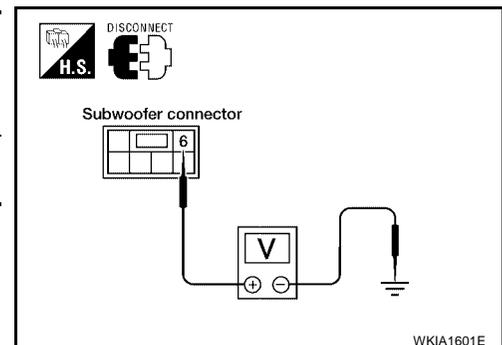 DISCONNECT
H.S.
Subwoofer connector
6
V
+ −
WKIA1601E